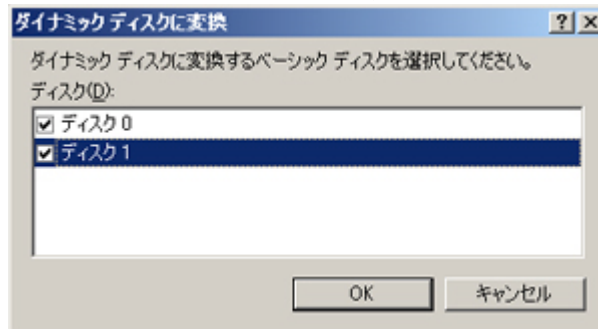 ダイナミック ディスクに変換
ダイナミック ディスクに変換するベーシック ディスクを選択してください。
ディスク(D):
ディスク 0
ディスク 1
OK
キャンセル